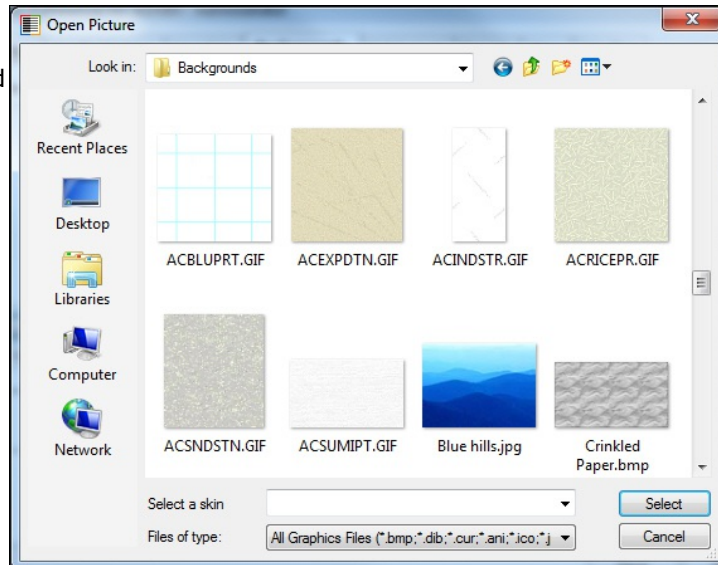 Open Picture
Look in:
Backgrounds
d
Recent Places
Desktop
Libraries
Computer
Network
ACBLUPRT.GIF
ACEXPDTN.GIF
ACINDSTR.GIF
ACRICEPR.GIF
ACSNDSTN.GIF
ACSUMIPT.GIF
Blue hills.jpg
Crinkled
Paper.bmp
Select a skin
Select
Files of type:
All Graphics Files (*.bmp;*.dib;*.cur;*.ani;*.ico;*.j
Cancel